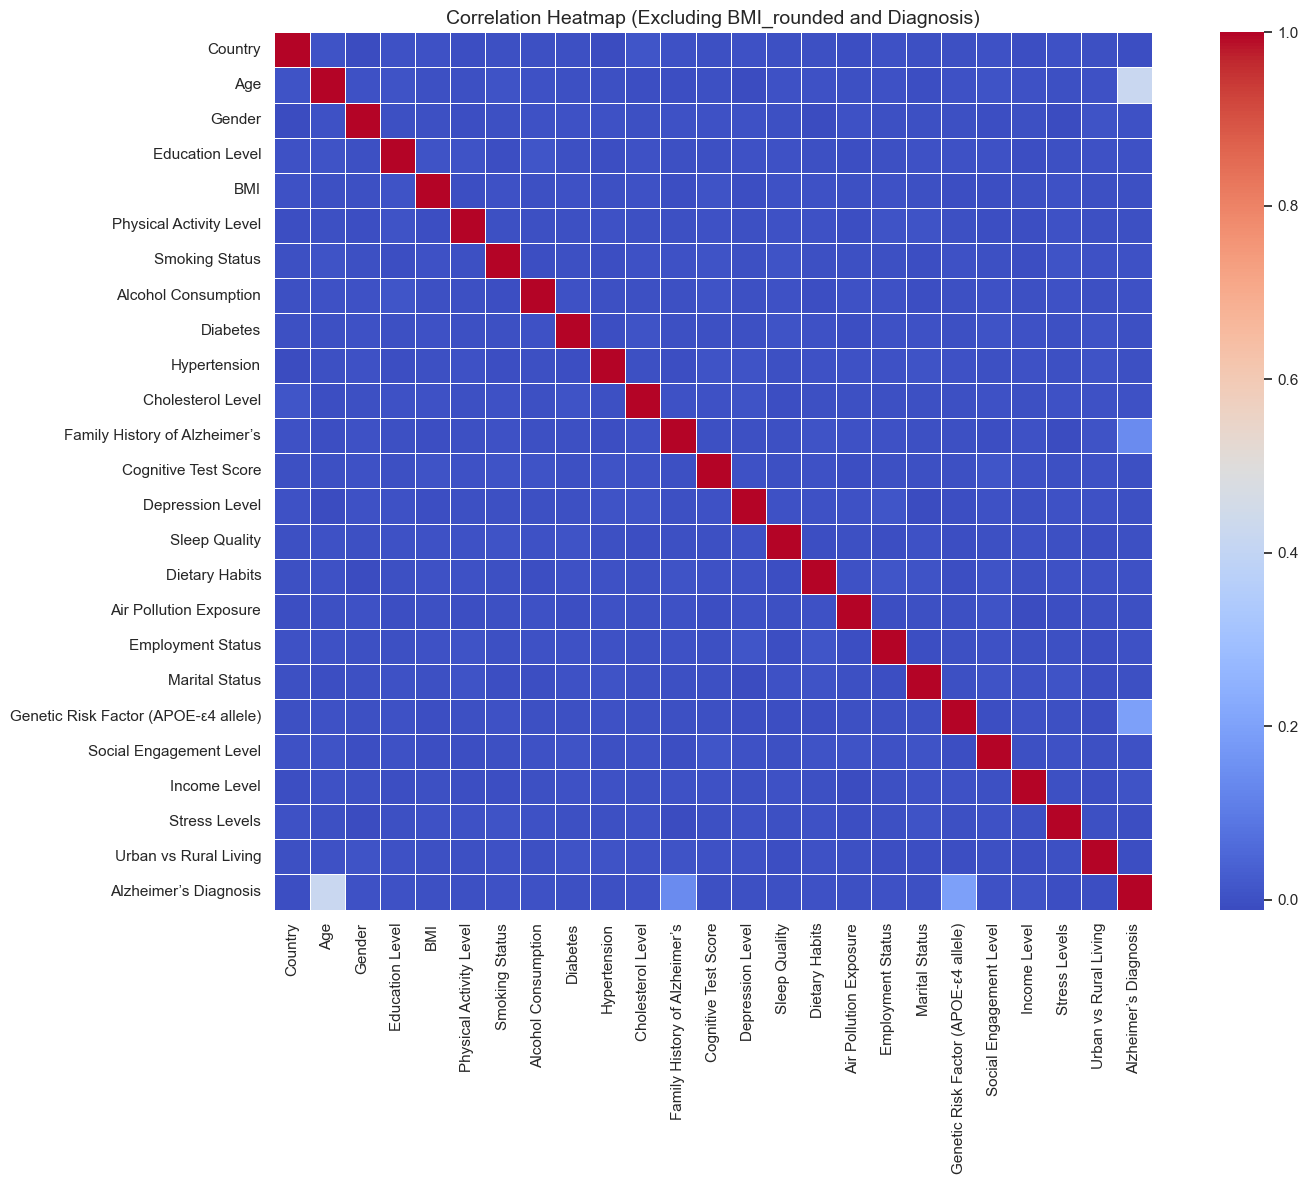 Correlation Heatmap (Excluding BMI_rounded and Diagnosis)
Country
Age
Gender
Education Level
BMI
Physical Activity Level
Smoking Status
Alcohol Consumption
Diabetes
Hypertension
Cholesterol Level
Family History of Alzheimer’s
Cognitive Test Score
Depression Level
Sleep Quality
Dietary Habits
Air Pollution Exposure
Employment Status
Marital Status
Genetic Risk Factor (APOE-ε4 allele)
Social Engagement Level
Income Level
Stress Levels
Urban vs Rural Living
Alzheimer’s Diagnosis
Country
Age
Gender
Education Level
BMI
Physical Activity Level
Smoking Status
Alcohol Consumption
Diabetes
Hypertension
Cholesterol Level
Family History of Alzheimer’s
Cognitive Test Score
Depression Level
Sleep Quality
Dietary Habits
Air Pollution Exposure
Employment Status
Marital Status
Genetic Risk Factor (APOE-ε4 allele)
Social Engagement Level
Income Level
Stress Levels
Urban vs Rural Living
Alzheimer’s Diagnosis
1.0
0.8
0.6
0.4
0.2
0.0